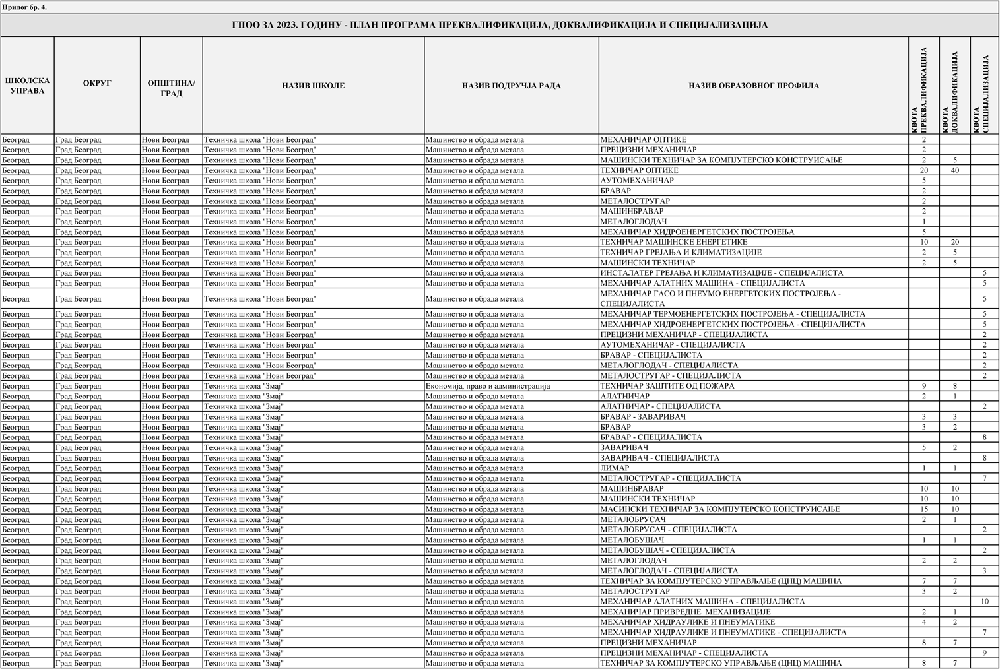 Прилог бр. 4.
ГПОО ЗА 2023. ГОДИНУ - ПЛАН ПРОГРАМА ПРЕКВАЛИФИКАЦИЈА, ДОКВАЛИФИКАЦИЈА И СПЕЦИЈАЛИЗАЦИЈА
ШКОЛСКА УПРАВА ОКРУГ ОПШТИНА/ ГРАД НАЗИВ ШКОЛЕ НАЗИВ ПОДРУЧЈА РАДА НАЗИВ ОБРАЗОВНОГ ПРОФИЛА КВОТА ПРЕКВАЛИФИКАЦИЈА КВОТА ДОКВАЛИФИКАЦИЈА КВОТА СПЕЦИЈАЛИЗАЦИЈА
Београд Град Београд Нови Београд Техничка школа "Нови Београд" Машинство и обрада метала МЕХАНИЧАР ОПТИКЕ 2
Београд Град Београд Нови Београд Техничка школа "Нови Београд" Машинство и обрада метала ПРЕЦИЗНИ МЕХАНИЧАР 2
Београд Град Београд Нови Београд Техничка школа "Нови Београд" Машинство и обрада метала МАШИНСКИ ТЕХНИЧАР ЗА КОМПЈУТЕРСКО КОНСТРУИСАЊЕ 2 5
Београд Град Београд Нови Београд Техничка школа "Нови Београд" Машинство и обрада метала ТЕХНИЧАР ОПТИКЕ 20 40
Београд Град Београд Нови Београд Техничка школа "Нови Београд" Машинство и обрада метала АУТОМЕХАНИЧАР 5
Београд Град Београд Нови Београд Техничка школа "Нови Београд" Машинство и обрада метала БРАВАР 2
Београд Град Београд Нови Београд Техничка школа "Нови Београд" Машинство и обрада метала МЕТАЛОСТРУГАР 2
Београд Град Београд Нови Београд Техничка школа "Нови Београд" Машинство и обрада метала МАШИНБРАВАР 2
Београд Град Београд Нови Београд Техничка школа "Нови Београд" Машинство и обрада метала МЕТАЛОГЛОДАЧ 1
Београд Град Београд Нови Београд Техничка школа "Нови Београд" Машинство и обрада метала МЕХАНИЧАР ХИДРОЕНЕРГЕТСКИХ ПОСТРОЈЕЊА 5
Београд Град Београд Нови Београд Техничка школа "Нови Београд" Машинство и обрада метала ТЕХНИЧАР МАШИНСКЕ ЕНЕРГЕТИКЕ 10 20
Београд Град Београд Нови Београд Техничка школа "Нови Београд" Машинство и обрада метала ТЕХНИЧАР ГРЕЈАЊА И КЛИМАТИЗАЦИЈЕ 2 5
Београд Град Београд Нови Београд Техничка школа "Нови Београд" Машинство и обрада метала МАШИНСКИ ТЕХНИЧАР 2 5
Београд Град Београд Нови Београд Техничка школа "Нови Београд" Машинство и обрада метала ИНСТАЛАТЕР ГРЕЈАЊА И КЛИМАТИЗАЦИЈЕ - СПЕЦИЈАЛИСТА 5
Београд Град Београд Нови Београд Техничка школа "Нови Београд" Машинство и обрада метала МЕХАНИЧАР АЛАТНИХ МАШИНА - СПЕЦИЈАЛИСТА 5
Београд Град Београд Нови Београд Техничка школа "Нови Београд" Машинство и обрада метала МЕХАНИЧАР ГАСО И ПНЕУМО ЕНЕРГЕТСКИХ ПОСТРОЈЕЊА -
СПЕЦИЈАЛИСТА 5
Београд Град Београд Нови Београд Техничка школа "Нови Београд" Машинство и обрада метала МЕХАНИЧАР ТЕРМОЕНЕРГЕТСКИХ ПОСТРОЈЕЊА - СПЕЦИЈАЛИСТА 5
Београд Град Београд Нови Београд Техничка школа "Нови Београд" Машинство и обрада метала МЕХАНИЧАР ХИДРОЕНЕРГЕТСКИХ ПОСТРОЈЕЊА - СПЕЦИЈАЛИСТА 5
Београд Град Београд Нови Београд Техничка школа "Нови Београд" Машинство и обрада метала ПРЕЦИЗНИ МЕХАНИЧАР - СПЕЦИЈАЛИСТА 2
Београд Град Београд Нови Београд Техничка школа "Нови Београд" Машинство и обрада метала АУТОМЕХАНИЧАР - СПЕЦИЈАЛИСТА 2
Београд Град Београд Нови Београд Техничка школа "Нови Београд" Машинство и обрада метала БРАВАР - СПЕЦИЈАЛИСТА 2
Београд Град Београд Нови Београд Техничка школа "Нови Београд" Машинство и обрада метала МЕТАЛОГЛОДАЧ - СПЕЦИЈАЛИСТА 2
Београд Град Београд Нови Београд Техничка школа "Нови Београд" Машинство и обрада метала МЕТАЛОСТРУГАР - СПЕЦИЈАЛИСТА 2
Београд Град Београд Нови Београд Техничка школа "Змај" Економија, право и администрација ТЕХНИЧАР ЗАШТИТЕ ОД ПОЖАРА 9 8
Београд Град Београд Нови Београд Техничка школа "Змај" Машинство и обрада метала АЛАТНИЧАР 2 1
Београд Град Београд Нови Београд Техничка школа "Змај" Машинство и обрада метала АЛАТНИЧАР - СПЕЦИЈАЛИСТА 2
Београд Град Београд Нови Београд Техничка школа "Змај" Машинство и обрада метала БРАВАР - ЗАВАРИВАЧ 3 3
Београд Град Београд Нови Београд Техничка школа "Змај" Машинство и обрада метала БРАВАР 3 2
Београд Град Београд Нови Београд Техничка школа "Змај" Машинство и обрада метала БРАВАР - СПЕЦИЈАЛИСТА 8
Београд Град Београд Нови Београд Техничка школа "Змај" Машинство и обрада метала ЗАВАРИВАЧ 5 2
Београд Град Београд Нови Београд Техничка школа "Змај" Машинство и обрада метала ЗАВАРИВАЧ - СПЕЦИЈАЛИСТА 8
Београд Град Београд Нови Београд Техничка школа "Змај" Машинство и обрада метала ЛИМАР 1 1
Београд Град Београд Нови Београд Техничка школа "Змај" Машинство и обрада метала МЕТАЛОСТРУГАР - СПЕЦИЈАЛИСТА 7
Београд Град Београд Нови Београд Техничка школа "Змај" Машинство и обрада метала МАШИНБРАВАР 10 10
Београд Град Београд Нови Београд Техничка школа "Змај" Машинство и обрада метала МАШИНСКИ ТЕХНИЧАР 10 10
Београд Град Београд Нови Београд Техничка школа "Змај" Машинство и обрада метала МАСИНСКИ ТЕХНИЧАР ЗА КОМПЈУТЕРСКО КОНСТРУИСАЊЕ 15 10
Београд Град Београд Нови Београд Техничка школа "Змај" Машинство и обрада метала МЕТАЛОБРУСАЧ 2 1
Београд Град Београд Нови Београд Техничка школа "Змај" Машинство и обрада метала МЕТАЛОБРУСАЧ - СПЕЦИЈАЛИСТА 2
Београд Град Београд Нови Београд Техничка школа "Змај" Машинство и обрада метала МЕТАЛОБУШАЧ 1 1
Београд Град Београд Нови Београд Техничка школа "Змај" Машинство и обрада метала МЕТАЛОБУШАЧ - СПЕЦИЈАЛИСТА 2
Београд Град Београд Нови Београд Техничка школа "Змај" Машинство и обрада метала МЕТАЛОГЛОДАЧ 2 2
Београд Град Београд Нови Београд Техничка школа "Змај" Машинство и обрада метала МЕТАЛОГЛОДАЧ - СПЕЦИЈАЛИСТА 3
Београд Град Београд Нови Београд Техничка школа "Змај" Машинство и обрада метала ТЕХНИЧАР ЗА КОМПЈУТЕРСКО УПРАВЉАЊЕ (ЦНЦ) МАШИНА 7 7
Београд Град Београд Нови Београд Техничка школа "Змај" Машинство и обрада метала МЕТАЛОСТРУГАР 3 2
Београд Град Београд Нови Београд Техничка школа "Змај" Машинство и обрада метала МЕХАНИЧАР АЛАТНИХ МАШИНА - СПЕЦИЈАЛИСТА 10
Београд Град Београд Нови Београд Техничка школа "Змај" Машинство и обрада метала МЕХАНИЧАР ПРИВРЕДНЕ МЕХАНИЗАЦИЈЕ 2 1
Београд Град Београд Нови Београд Техничка школа "Змај" Машинство и обрада метала МЕХАНИЧАР ХИДРАУЛИКЕ И ПНЕУМАТИКЕ 4 2
Београд Град Београд Нови Београд Техничка школа "Змај" Машинство и обрада метала МЕХАНИЧАР ХИДРАУЛИКЕ И ПНЕУМАТИКЕ - СПЕЦИЈАЛИСТА 7
Београд Град Београд Нови Београд Техничка школа "Змај" Машинство и обрада метала ПРЕЦИЗНИ МЕХАНИЧАР 8 7
Београд Град Београд Нови Београд Техничка школа "Змај" Машинство и обрада метала ПРЕЦИЗНИ МЕХАНИЧАР - СПЕЦИЈАЛИСТА 9
Београд Град Београд Нови Београд Техничка школа "Змај" Машинство и обрада метала ТЕХНИЧАР ЗА КОМПЈУТЕРСКО УПРАВЉАЊЕ (ЦНЦ) МАШИНА 8 7